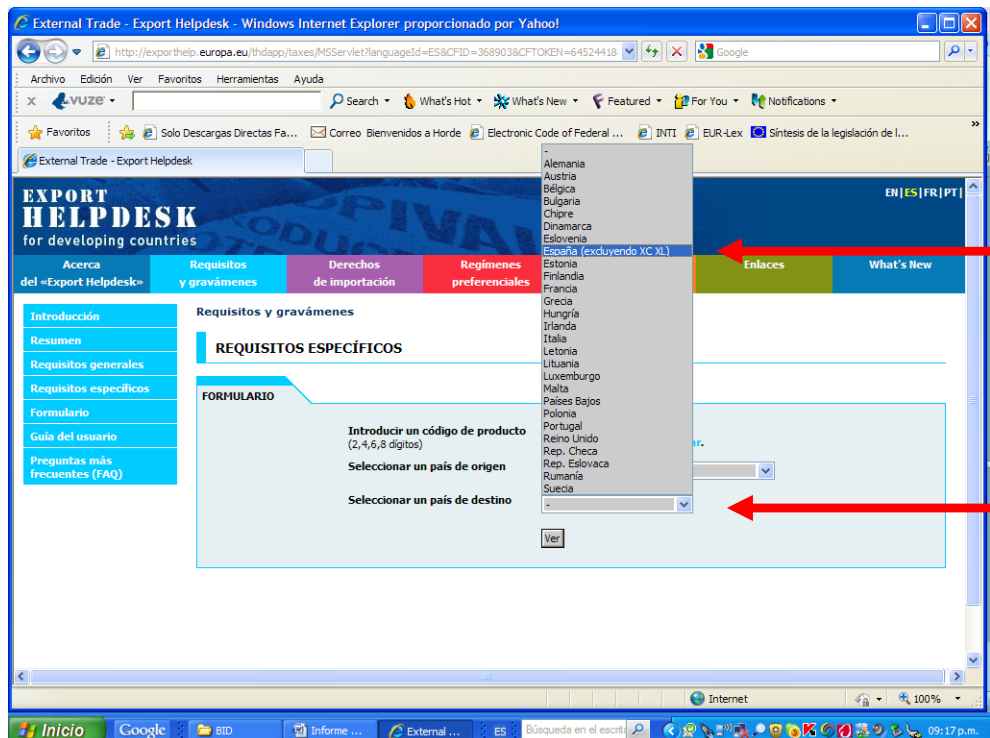 External Trade - Export Helpdesk - Windows Internet Explorer proporcionado por Yahoo!
http://exporthelp.europa.eu/thdapp/taxes/MSServlet?languageId=ES&CFID=368903&CFTOKEN=64524418
Google
Archivo Edición Ver Favoritos Herramientas Ayuda
x vuze Search What's Hot What's New Featured For You Notifications
Favoritos Solo Descargas Directas Fa... Correo Bienvenidos a Horde Electronic Code of Federal ... INTI EUR-Lex Síntesis de la legislación de l... »
External Trade - Export Helpdesk
EXPORT
HELPDESK
for developing countries
EN|ES|FR|PT|
Acerca
del «Export Helpdesk»
Requisitos
y gravámenes
Derechos
de importación
Regímenes
preferenciales
Enlaces
What's New
Introducción
Resumen
Requisitos generales
Requisitos específicos
Formulario
Guía del usuario
Preguntas más
frecuentes (FAQ)
Requisitos y gravámenes
REQUISITOS ESPECÍFICOS
FORMULARIO
Introducir un código de producto
(2,4,6,8 dígitos)
Seleccionar un país de origen
Seleccionar un país de destino
-
Alemania
Austria
Bélgica
Bulgaria
Chipre
Dinamarca
Eslovenia
España (excluyendo XC XL)
Estonia
Finlandia
Francia
Grecia
Hungría
Irlanda
Italia
Letonia
Lituania
Luxemburgo
Malta
Países Bajos
Polonia
Portugal
Reino Unido
Rep. Checa
Rep. Eslovaca
Rumanía
Suecia
-
Ver
Internet
100%
Inicio Google BID Informe ... External ... ES Búsqueda en el escrito 09:17 p.m.